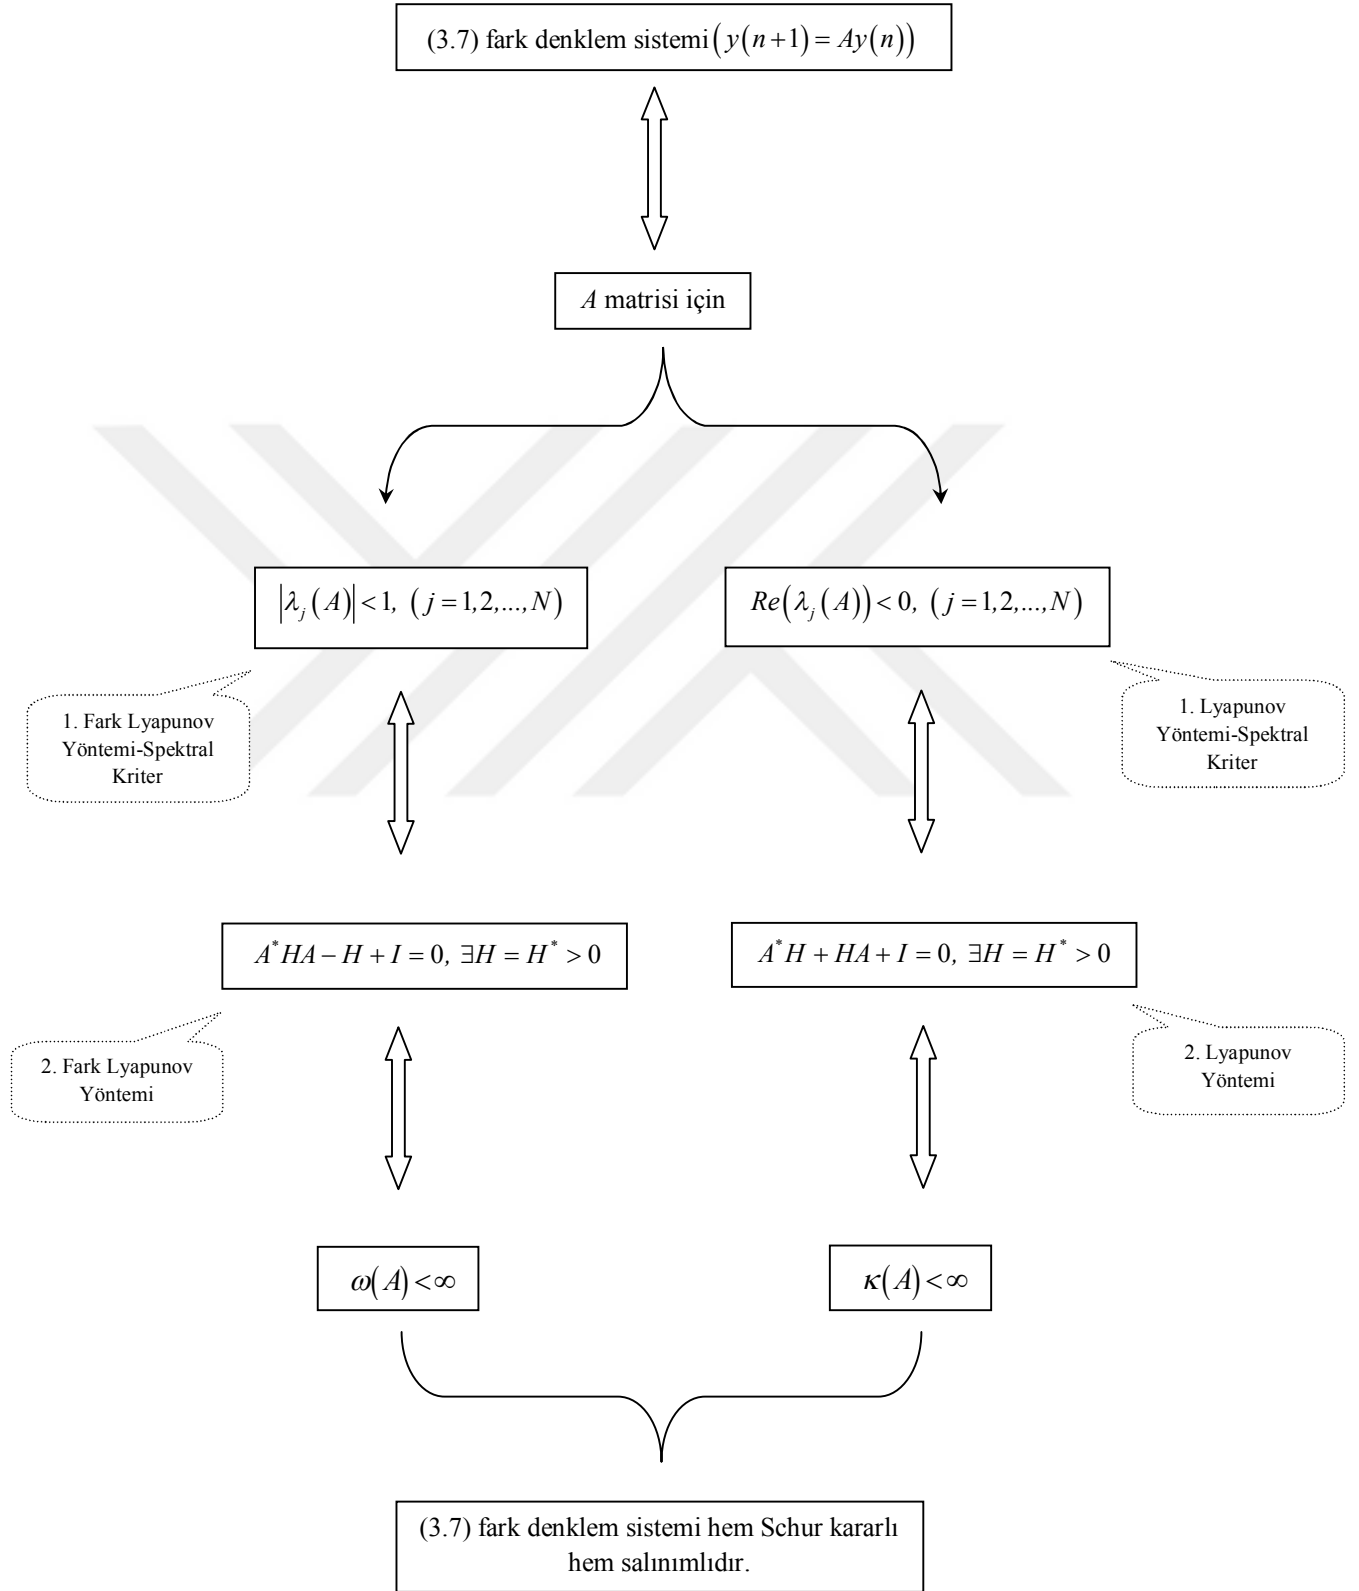 (3.7) fark denklem sistemi(y(n+1) = Ay(n))
A matrisi için
|λ_j(A)| < 1, (j = 1,2,...,N)
Re(λ_j(A)) < 0, (j = 1,2,...,N)
1. Fark Lyapunov
Yöntemi-Spektral
Kriter
1. Lyapunov
Yöntemi-Spektral
Kriter
A^*HA − H + I = 0, ∃H = H^* > 0
A^*H + HA + I = 0, ∃H = H^* > 0
2. Fark Lyapunov
Yöntemi
2. Lyapunov
Yöntemi
ω(A) < ∞
κ(A) < ∞
(3.7) fark denklem sistemi hem Schur kararlı
hem salınımlıdır.